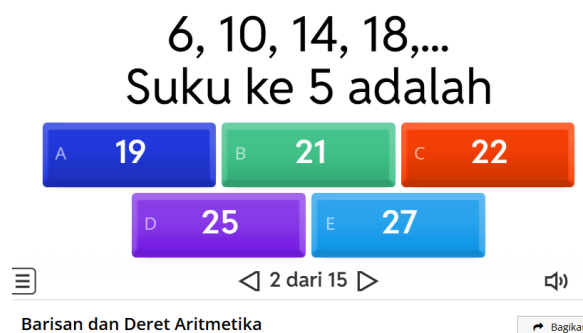 6, 10, 14, 18,...
Suku ke 5 adalah
A 19
B 21
C 22
D 25
E 27
2 dari 15
Barisan dan Deret Aritmetika